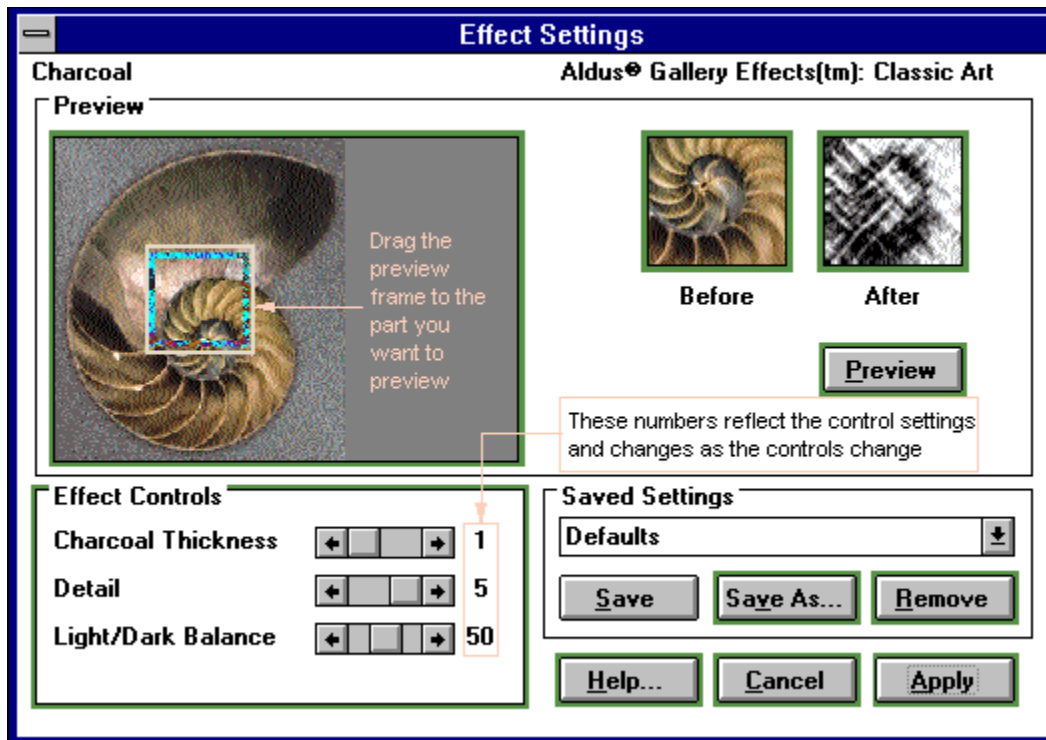 Effect Settings
Charcoal
Aldus® Gallery Effects(tm): Classic Art
Preview
Drag the
preview
frame to the
part you
want to
preview
Before
After
Preview
These numbers reflect the control settings
and changes as the controls change
Effect Controls
Charcoal Thickness 1
Detail 5
Light/Dark Balance 50
Saved Settings
Defaults
Save
Save As...
Remove
Help...
Cancel
Apply